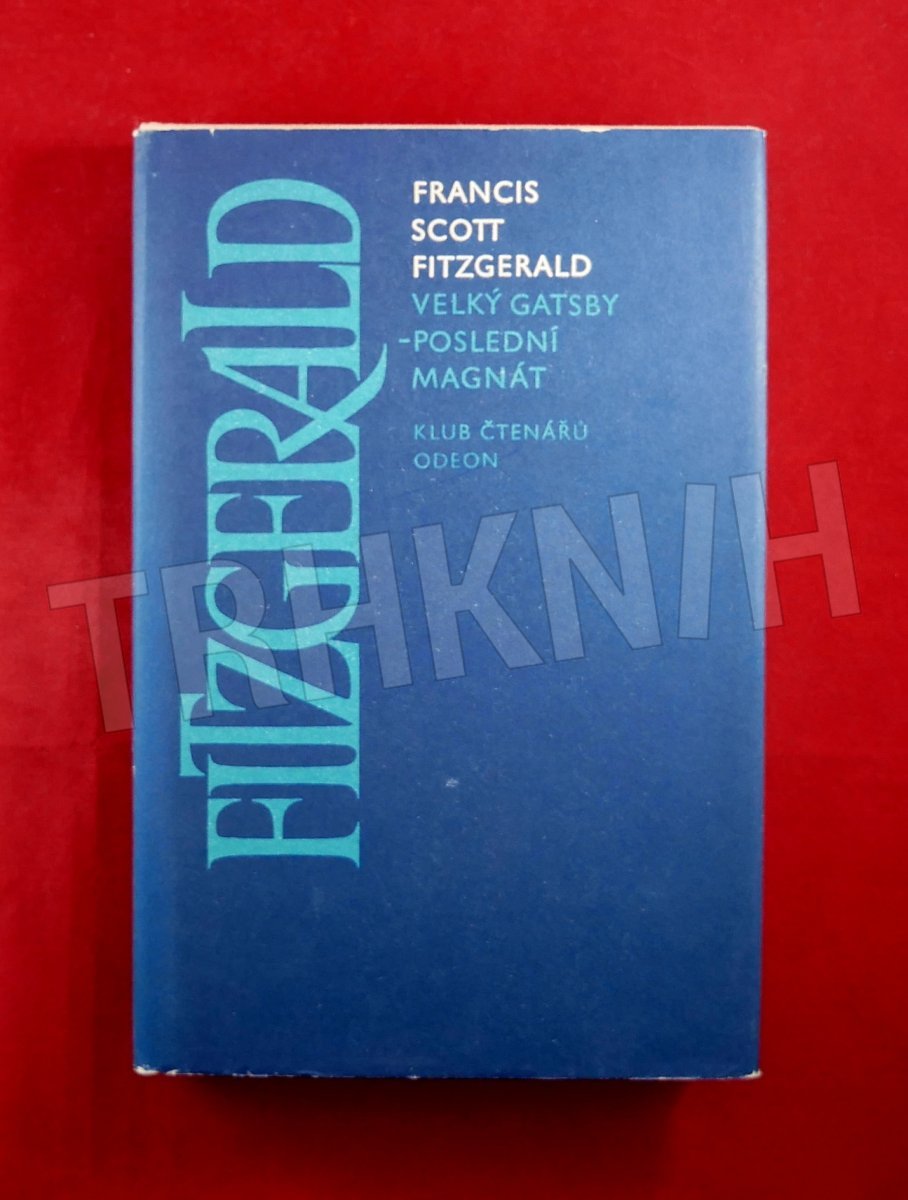 FITZGERALD
FRANCIS
SCOTT
FITZGERALD
VELKÝ GATSBY
-POSLEDNÍ
MAGNÁT
KLUB ČTENÁŘŮ
ODEON
TRHKNIH